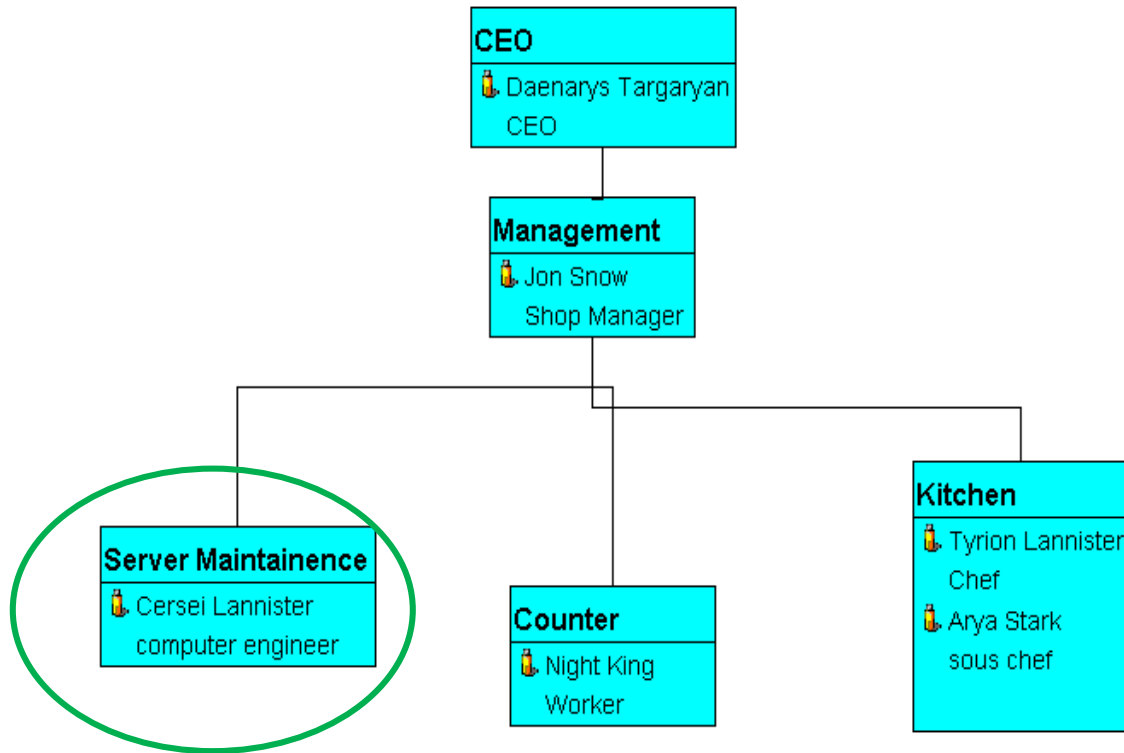 CEO
Daenarys Targaryan
CEO
Management
Jon Snow
Shop Manager
Server Maintainence
Cersei Lannister
computer engineer
Counter
Night King
Worker
Kitchen
Tyrion Lannister
Chef
Arya Stark
sous chef